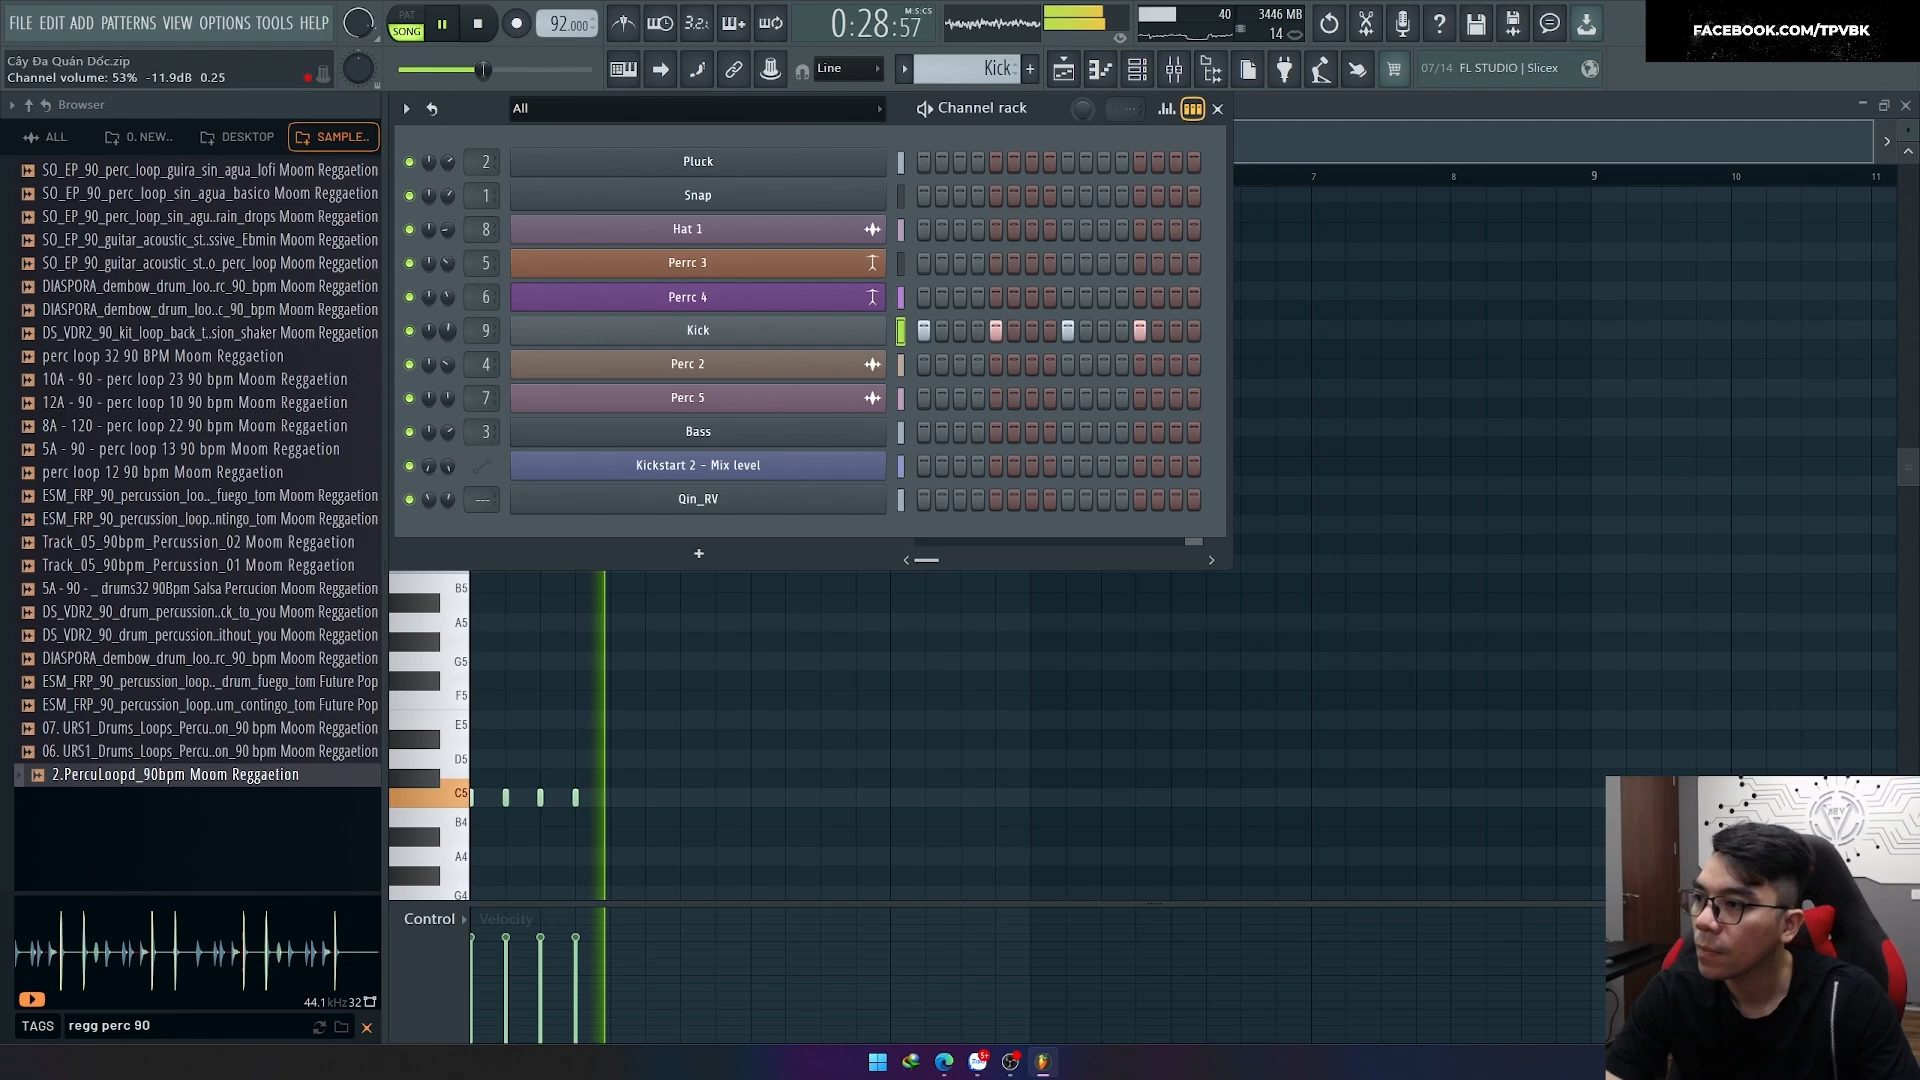 FILE EDIT ADD PATTERNS VIEW OPTIONS TOOLS HELP
PAT
SONG
92.000
3.2.
0:28:57
M:S:CS
40
3446 MB
14
FACEBOOK.COM/TPVBK
Cây Đa Quán Dốc.zip
Channel volume: 53% -11.9dB 0.25
Line
Kick
07/14 FL STUDIO | Slicex
Browser
ALL
0. NEW..
DESKTOP
SAMPLE..
SO_EP_90_perc_loop_guira_sin_agua_lofi Moom Reggaetion
SO_EP_90_perc_loop_sin_agua_basico Moom Reggaetion
SO_EP_90_perc_loop_sin_agu..rain_drops Moom Reggaetion
SO_EP_90_guitar_acoustic_st..ssive_Ebmin Moom Reggaetion
SO_EP_90_guitar_acoustic_st..o_perc_loop Moom Reggaetion
DIASPORA_dembow_drum_loo..rc_90_bpm Moom Reggaetion
DIASPORA_dembow_drum_loo..c_90_bpm Moom Reggaetion
DS_VDR2_90_kit_loop_back_t..sion_shaker Moom Reggaetion
perc loop 32 90 BPM Moom Reggaetion
10A - 90 - perc loop 23 90 bpm Moom Reggaetion
12A - 90 - perc loop 10 90 bpm Moom Reggaetion
8A - 120 - perc loop 22 90 bpm Moom Reggaetion
5A - 90 - perc loop 13 90 bpm Moom Reggaetion
perc loop 12 90 bpm Moom Reggaetion
ESM_FRP_90_percussion_loo.._fuego_tom Moom Reggaetion
ESM_FRP_90_percussion_loop..ntingo_tom Moom Reggaetion
Track_05_90bpm_Percussion_02 Moom Reggaetion
Track_05_90bpm_Percussion_01 Moom Reggaetion
5A - 90 - _ drums32 90Bpm Salsa Percucion Moom Reggaetion
DS_VDR2_90_drum_percussion..ck_to_you Moom Reggaetion
DS_VDR2_90_drum_percussion..ithout_you Moom Reggaetion
DIASPORA_dembow_drum_loo..rc_90_bpm Moom Reggaetion
ESM_FRP_90_percussion_loop.._drum_fuego_tom Future Pop
ESM_FRP_90_percussion_loop..um_contingo_tom Future Pop
07. URS1_Drums_Loops_Percu..on_90 bpm Moom Reggaetion
06. URS1_Drums_Loops_Percu..on_90 bpm Moom Reggaetion
2.PercuLoopd_90bpm Moom Reggaetion
44.1kHz32
TAGS
regg perc 90
All
Channel rack
2
Pluck
1
Snap
8
Hat 1
5
Perrc 3
6
Perrc 4
9
Kick
4
Perc 2
7
Perc 5
3
Bass
Kickstart 2 - Mix level
---
Qin_RV
7
8
9
10
11
B5
A5
G5
F5
E5
D5
C5
B4
A4
G4
Control
Velocity
5+